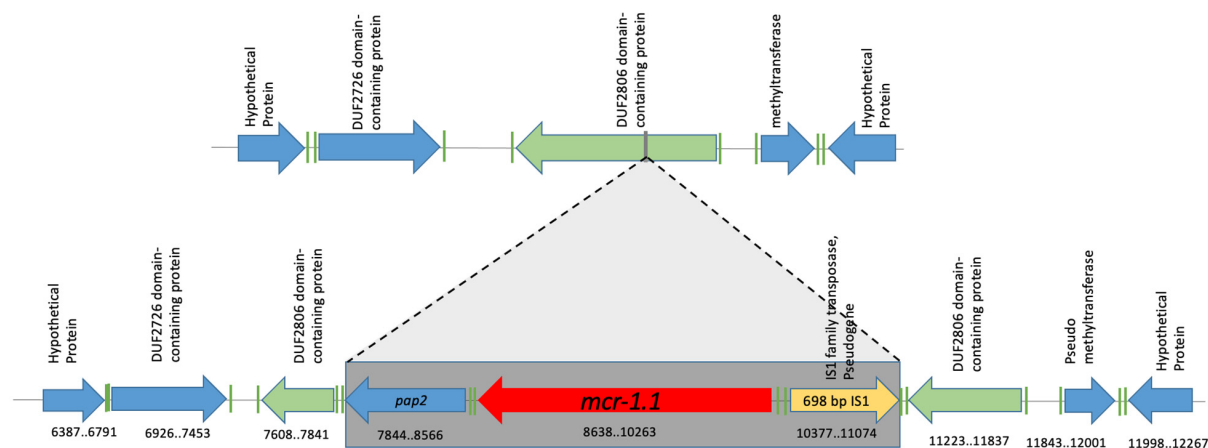 Hypothetical
Protein
DUF2726 domain-
containing protein
DUF2806 domain-
containing protein
methyltransferase
Hypothetical
Protein
Hypothetical
Protein
DUF2726 domain-
containing protein
DUF2806 domain-
containing protein
IS1 family transposase,
Pseudogene
DUF2806 domain-
containing protein
Pseudo
methyltransferase
Hypothetical
Protein
pap2
mcr-1.1
698 bp IS1
6387..6791
6926..7453
7608..7841
7844..8566
8638..10263
10377..11074
11223..11837
11843..12001
11998..12267